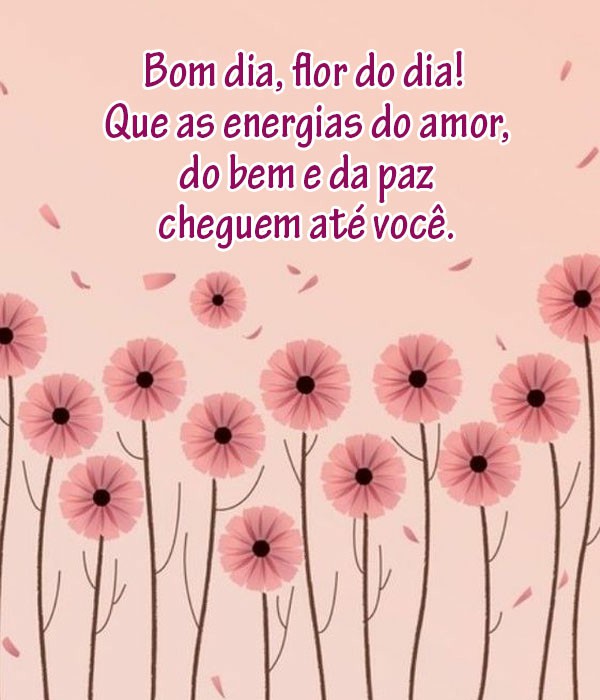 Bom dia, flor do dia!
Que as energias do amor,
do bem e da paz
cheguem até você.